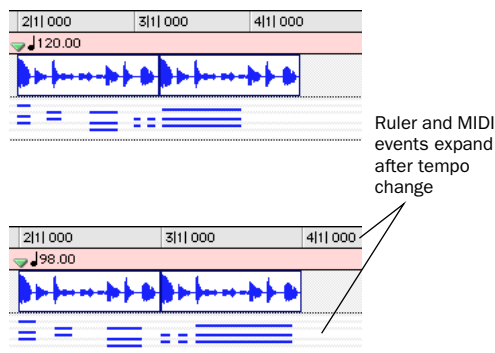 2|1| 000 3|1| 000 4|1| 000
120.00
Ruler and MIDI
events expand
after tempo
change
2|1| 000 3|1| 000 4|1| 000
98.00